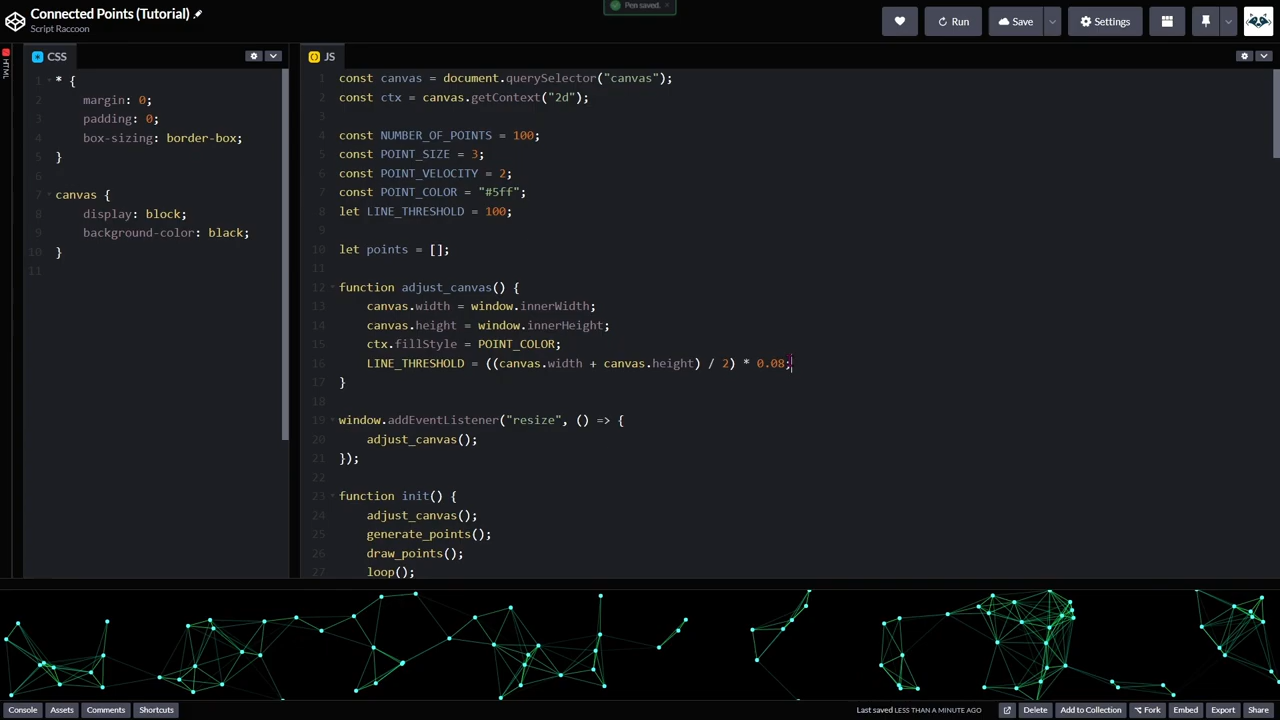 Connected Points (Tutorial)
Script Raccoon
Pen saved.
×
Run
Save
Settings
HTML
CSS
JS
1 * {
2 margin: 0;
3 padding: 0;
4 box-sizing: border-box;
5 }
6
7 canvas {
8 display: block;
9 background-color: black;
10 }
11
1 const canvas = document.querySelector("canvas");
2 const ctx = canvas.getContext("2d");
3
4 const NUMBER_OF_POINTS = 100;
5 const POINT_SIZE = 3;
6 const POINT_VELOCITY = 2;
7 const POINT_COLOR = "#5ff";
8 let LINE_THRESHOLD = 100;
9
10 let points = [];
11
12 function adjust_canvas() {
13 canvas.width = window.innerWidth;
14 canvas.height = window.innerHeight;
15 ctx.fillStyle = POINT_COLOR;
16 LINE_THRESHOLD = ((canvas.width + canvas.height) / 2) * 0.08;
17 }
18
19 window.addEventListener("resize", () => {
20 adjust_canvas();
21 });
22
23 function init() {
24 adjust_canvas();
25 generate_points();
26 draw_points();
27 loop();
Console
Assets
Comments
Shortcuts
Last saved LESS THAN A MINUTE AGO
Delete
Add to Collection
Fork
Embed
Export
Share